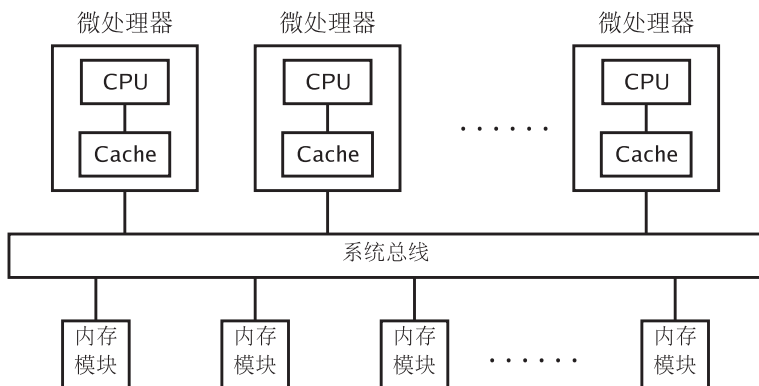 微处理器 微处理器 微处理器
CPU CPU CPU
······
Cache Cache Cache
系统总线
内存 内存 内存 内存
模块 模块 模块 ······ 模块